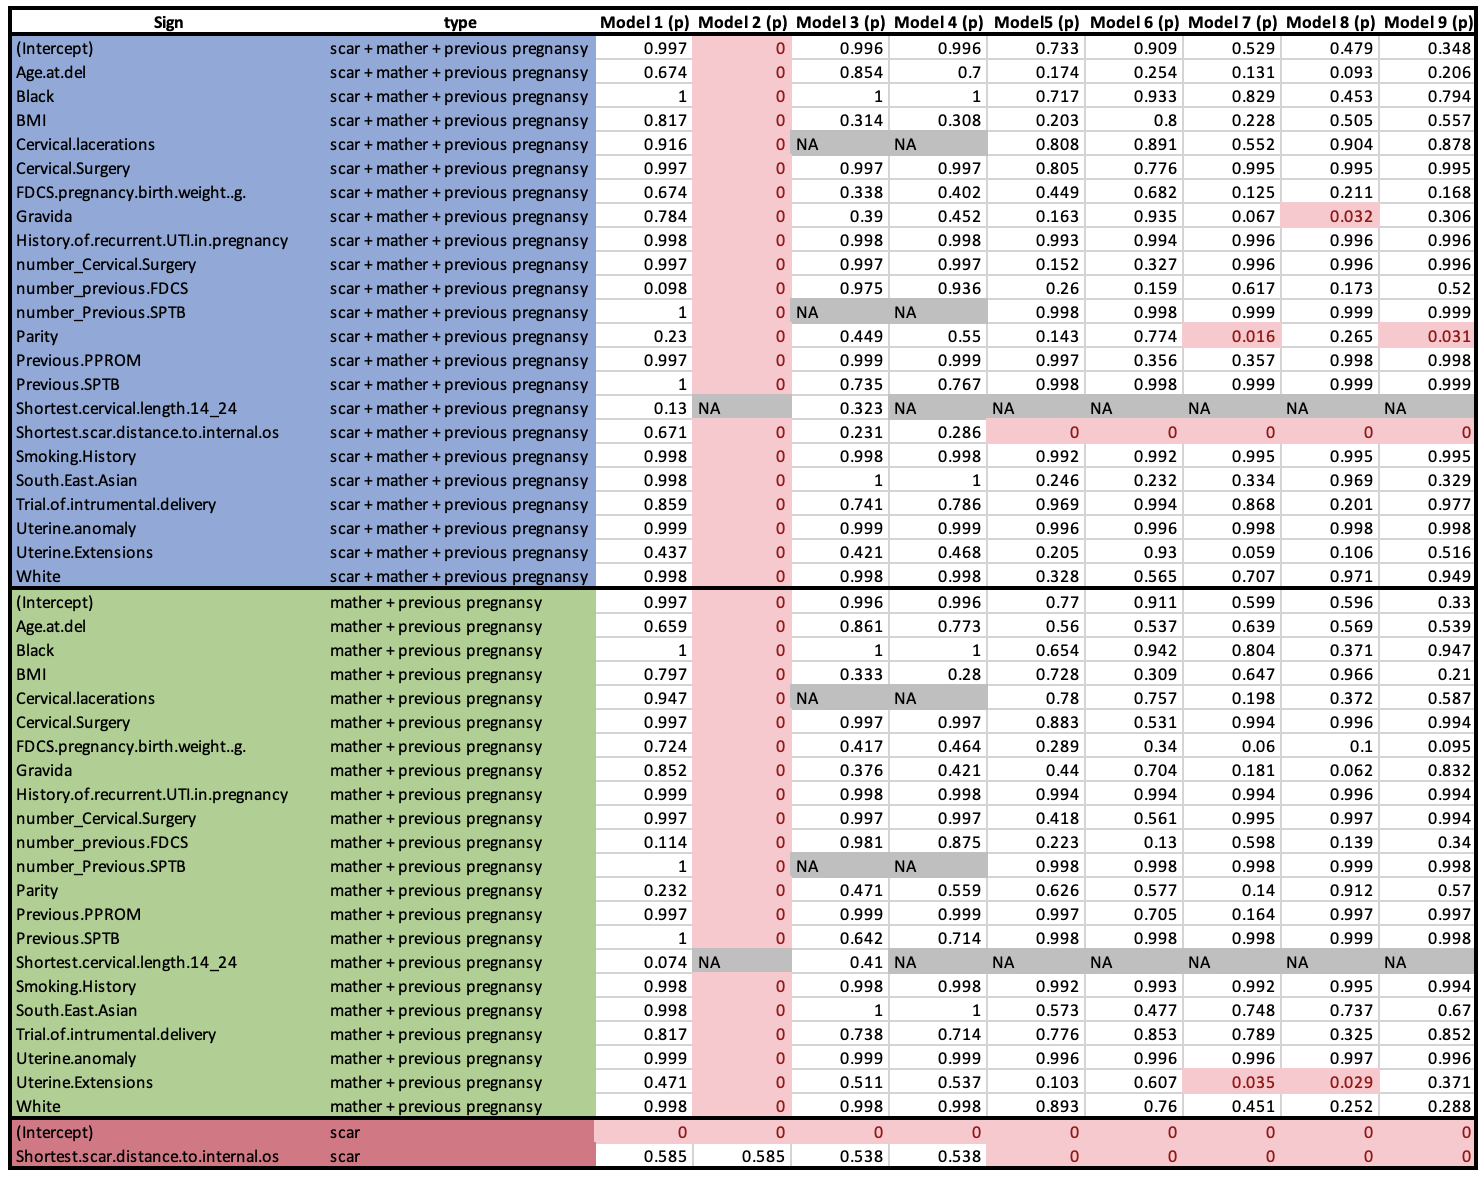 Sign type Model 1 (p) Model 2 (p) Model 3 (p) Model 4 (p) Model5 (p) Model 6 (p) Model 7 (p) Model 8 (p) Model 9 (p)
(Intercept) scar + mather + previous pregnansy 0.997 0 0.996 0.996 0.733 0.909 0.529 0.479 0.348
Age.at.del scar + mather + previous pregnansy 0.674 0 0.854 0.7 0.174 0.254 0.131 0.093 0.206
Black scar + mather + previous pregnansy 1 0 1 1 0.717 0.933 0.829 0.453 0.794
BMI scar + mather + previous pregnansy 0.817 0 0.314 0.308 0.203 0.8 0.228 0.505 0.557
Cervical.lacerations scar + mather + previous pregnansy 0.916 0 NA NA 0.808 0.891 0.552 0.904 0.878
Cervical.Surgery scar + mather + previous pregnansy 0.997 0 0.997 0.997 0.805 0.776 0.995 0.995 0.995
FDCS.pregnancy.birth.weight..g. scar + mather + previous pregnansy 0.674 0 0.338 0.402 0.449 0.682 0.125 0.211 0.168
Gravida scar + mather + previous pregnansy 0.784 0 0.39 0.452 0.163 0.935 0.067 0.032 0.306
History.of.recurrent.UTI.in.pregnancy scar + mather + previous pregnansy 0.998 0 0.998 0.998 0.993 0.994 0.996 0.996 0.996
number_Cervical.Surgery scar + mather + previous pregnansy 0.997 0 0.997 0.997 0.152 0.327 0.996 0.996 0.996
number_previous.FDCS scar + mather + previous pregnansy 0.098 0 0.975 0.936 0.26 0.159 0.617 0.173 0.52
number_Previous.SPTB scar + mather + previous pregnansy 1 0 NA NA 0.998 0.998 0.999 0.999 0.999
Parity scar + mather + previous pregnansy 0.23 0 0.449 0.55 0.143 0.774 0.016 0.265 0.031
Previous.PPROM scar + mather + previous pregnansy 0.997 0 0.999 0.999 0.997 0.356 0.357 0.998 0.998
Previous.SPTB scar + mather + previous pregnansy 1 0 0.735 0.767 0.998 0.998 0.999 0.999 0.999
Shortest.cervical.length.14_24 scar + mather + previous pregnansy 0.13 NA 0.323 NA NA NA NA NA NA
Shortest.scar.distance.to.internal.os scar + mather + previous pregnansy 0.671 0 0.231 0.286 0 0 0 0 0
Smoking.History scar + mather + previous pregnansy 0.998 0 0.998 0.998 0.992 0.992 0.995 0.995 0.995
South.East.Asian scar + mather + previous pregnansy 0.998 0 1 1 0.246 0.232 0.334 0.969 0.329
Trial.of.intrumental.delivery scar + mather + previous pregnansy 0.859 0 0.741 0.786 0.969 0.994 0.868 0.201 0.977
Uterine.anomaly scar + mather + previous pregnansy 0.999 0 0.999 0.999 0.996 0.996 0.998 0.998 0.998
Uterine.Extensions scar + mather + previous pregnansy 0.437 0 0.421 0.468 0.205 0.93 0.059 0.106 0.516
White scar + mather + previous pregnansy 0.998 0 0.998 0.998 0.328 0.565 0.707 0.971 0.949
(Intercept) mather + previous pregnansy 0.997 0 0.996 0.996 0.77 0.911 0.599 0.596 0.33
Age.at.del mather + previous pregnansy 0.659 0 0.861 0.773 0.56 0.537 0.639 0.569 0.539
Black mather + previous pregnansy 1 0 1 1 0.654 0.942 0.804 0.371 0.947
BMI mather + previous pregnansy 0.797 0 0.333 0.28 0.728 0.309 0.647 0.966 0.21
Cervical.lacerations mather + previous pregnansy 0.947 0 NA NA 0.78 0.757 0.198 0.372 0.587
Cervical.Surgery mather + previous pregnansy 0.997 0 0.997 0.997 0.883 0.531 0.994 0.996 0.994
FDCS.pregnancy.birth.weight..g. mather + previous pregnansy 0.724 0 0.417 0.464 0.289 0.34 0.06 0.1 0.095
Gravida mather + previous pregnansy 0.852 0 0.376 0.421 0.44 0.704 0.181 0.062 0.832
History.of.recurrent.UTI.in.pregnancy mather + previous pregnansy 0.999 0 0.998 0.998 0.994 0.994 0.994 0.996 0.994
number_Cervical.Surgery mather + previous pregnansy 0.997 0 0.997 0.997 0.418 0.561 0.995 0.997 0.994
number_previous.FDCS mather + previous pregnansy 0.114 0 0.981 0.875 0.223 0.13 0.598 0.139 0.34
number_Previous.SPTB mather + previous pregnansy 1 0 NA NA 0.998 0.998 0.998 0.999 0.998
Parity mather + previous pregnansy 0.232 0 0.471 0.559 0.626 0.577 0.14 0.912 0.57
Previous.PPROM mather + previous pregnansy 0.997 0 0.999 0.999 0.997 0.705 0.164 0.997 0.997
Previous.SPTB mather + previous pregnansy 1 0 0.642 0.714 0.998 0.998 0.998 0.999 0.998
Shortest.cervical.length.14_24 mather + previous pregnansy 0.074 NA 0.41 NA NA NA NA NA NA
Smoking.History mather + previous pregnansy 0.998 0 0.998 0.998 0.992 0.993 0.992 0.995 0.994
South.East.Asian mather + previous pregnansy 0.998 0 1 1 0.573 0.477 0.748 0.737 0.67
Trial.of.intrumental.delivery mather + previous pregnansy 0.817 0 0.738 0.714 0.776 0.853 0.789 0.325 0.852
Uterine.anomaly mather + previous pregnansy 0.999 0 0.999 0.999 0.996 0.996 0.996 0.997 0.996
Uterine.Extensions mather + previous pregnansy 0.471 0 0.511 0.537 0.103 0.607 0.035 0.029 0.371
White mather + previous pregnansy 0.998 0 0.998 0.998 0.893 0.76 0.451 0.252 0.288
(Intercept) scar 0 0 0 0 0 0 0 0 0
Shortest.scar.distance.to.internal.os scar 0.585 0.585 0.538 0.538 0 0 0 0 0